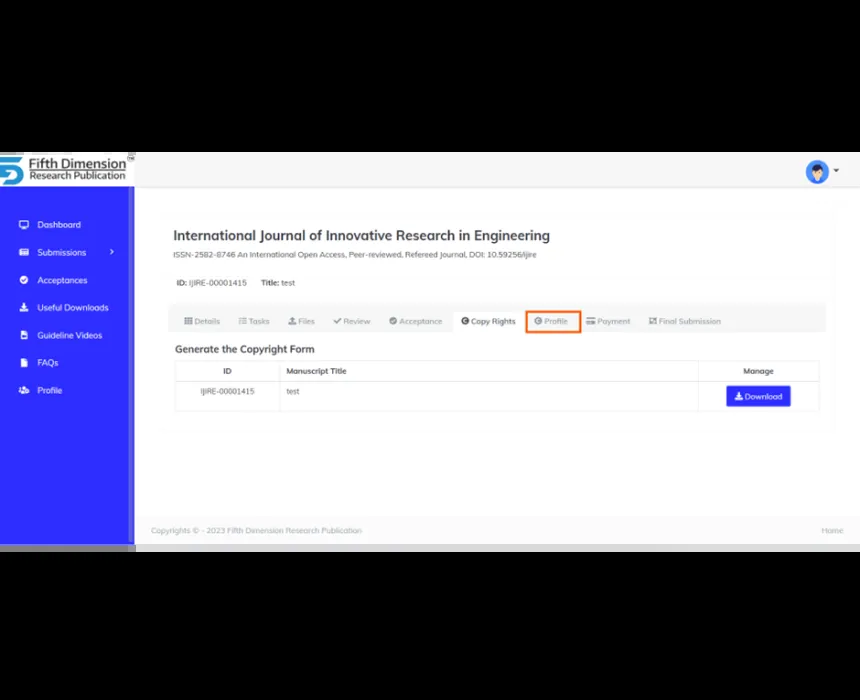 Fifth Dimension
Research Publication
Dashboard
Submissions
Acceptances
Useful Downloads
Guideline Videos
FAQs
Profile
International Journal of Innovative Research in Engineering
ISSN-2582-8746 An International Open Access, Peer-reviewed, Refereed Journal, DOI: 10.59256/ijire
ID: IJIRE-00001415 Title: test
Details Tasks Files Review Acceptance Copy Rights Profile Payment Final Submission
Generate the Copyright Form
ID Manuscript Title Manage
IJIRE-00001415 test Download
Copyrights © - 2023 Fifth Dimension Research Publication Home